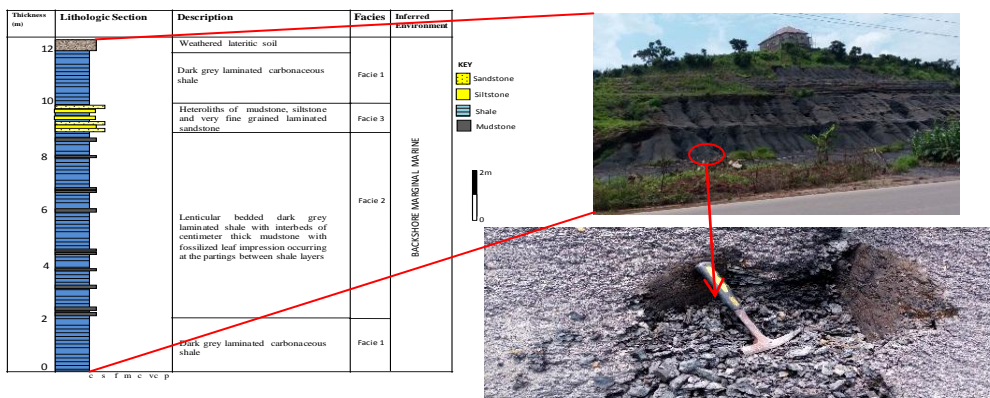 Thickness
(m)
Lithologic Section
Description
Facies
Inferred
Environment
12
Weathered lateritic soil
Dark grey laminated carbonaceous
shale
Facie 1
10
Heteroliths of mudstone, siltstone
and very fine grained laminated
sandstone
Facie 3
8
6
4
2
0
Lenticular bedded dark grey
laminated shale with interbeds of
centimeter thick mudstone with
fossilized leaf impression occurring
at the partings between shale layers
Facie 2
Dark grey laminated carbonaceous
shale
Facie 1
BACKSHORE MARGINAL MARINE
c s f m c vc p
KEY
Sandstone
Siltstone
Shale
Mudstone
2m
0